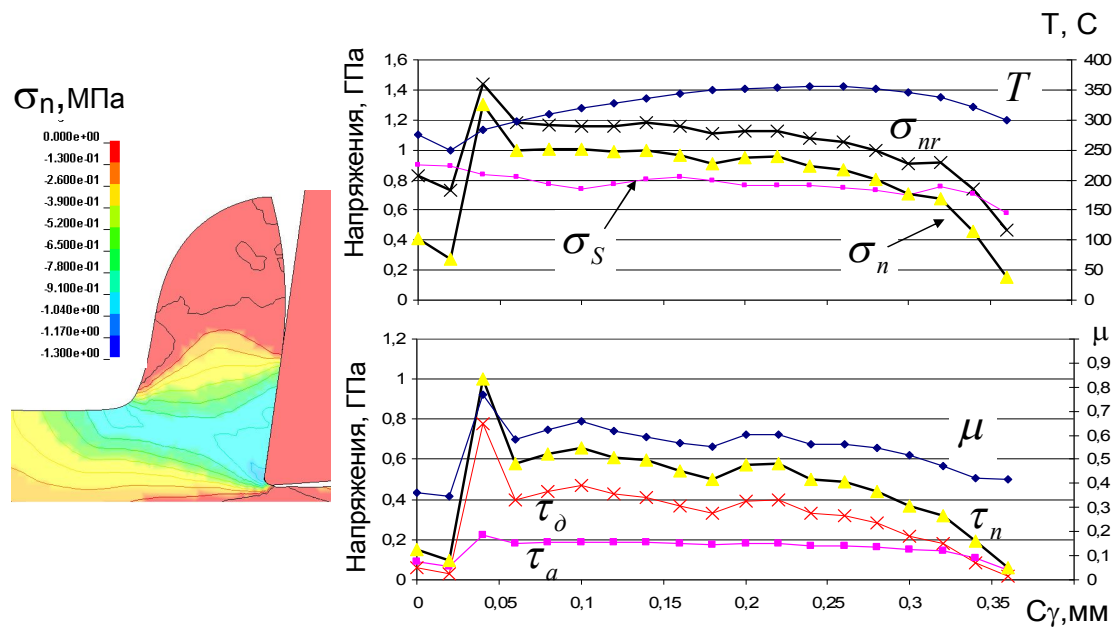 σn,МПа
0.000e+00
-1.300e-01
-2.600e-01
-3.900e-01
-5.200e-01
-6.500e-01
-7.800e-01
-9.100e-01
-1.040e+00
-1.170e+00
-1.300e+00
T, C
Напряжения, ГПа
1,6
1,4
1,2
1
0,8
0,6
0,4
0,2
0
400
350
300
250
200
150
100
50
0
T
σnr
σS
σn
μ
Напряжения, ГПа
1,2
1
0,8
0,6
0,4
0,2
0
0,9
0,8
0,7
0,6
0,5
0,4
0,3
0,2
0,1
0
μ
τд
τn
τa
0 0,05 0,1 0,15 0,2 0,25 0,3 0,35
Cγ,мм